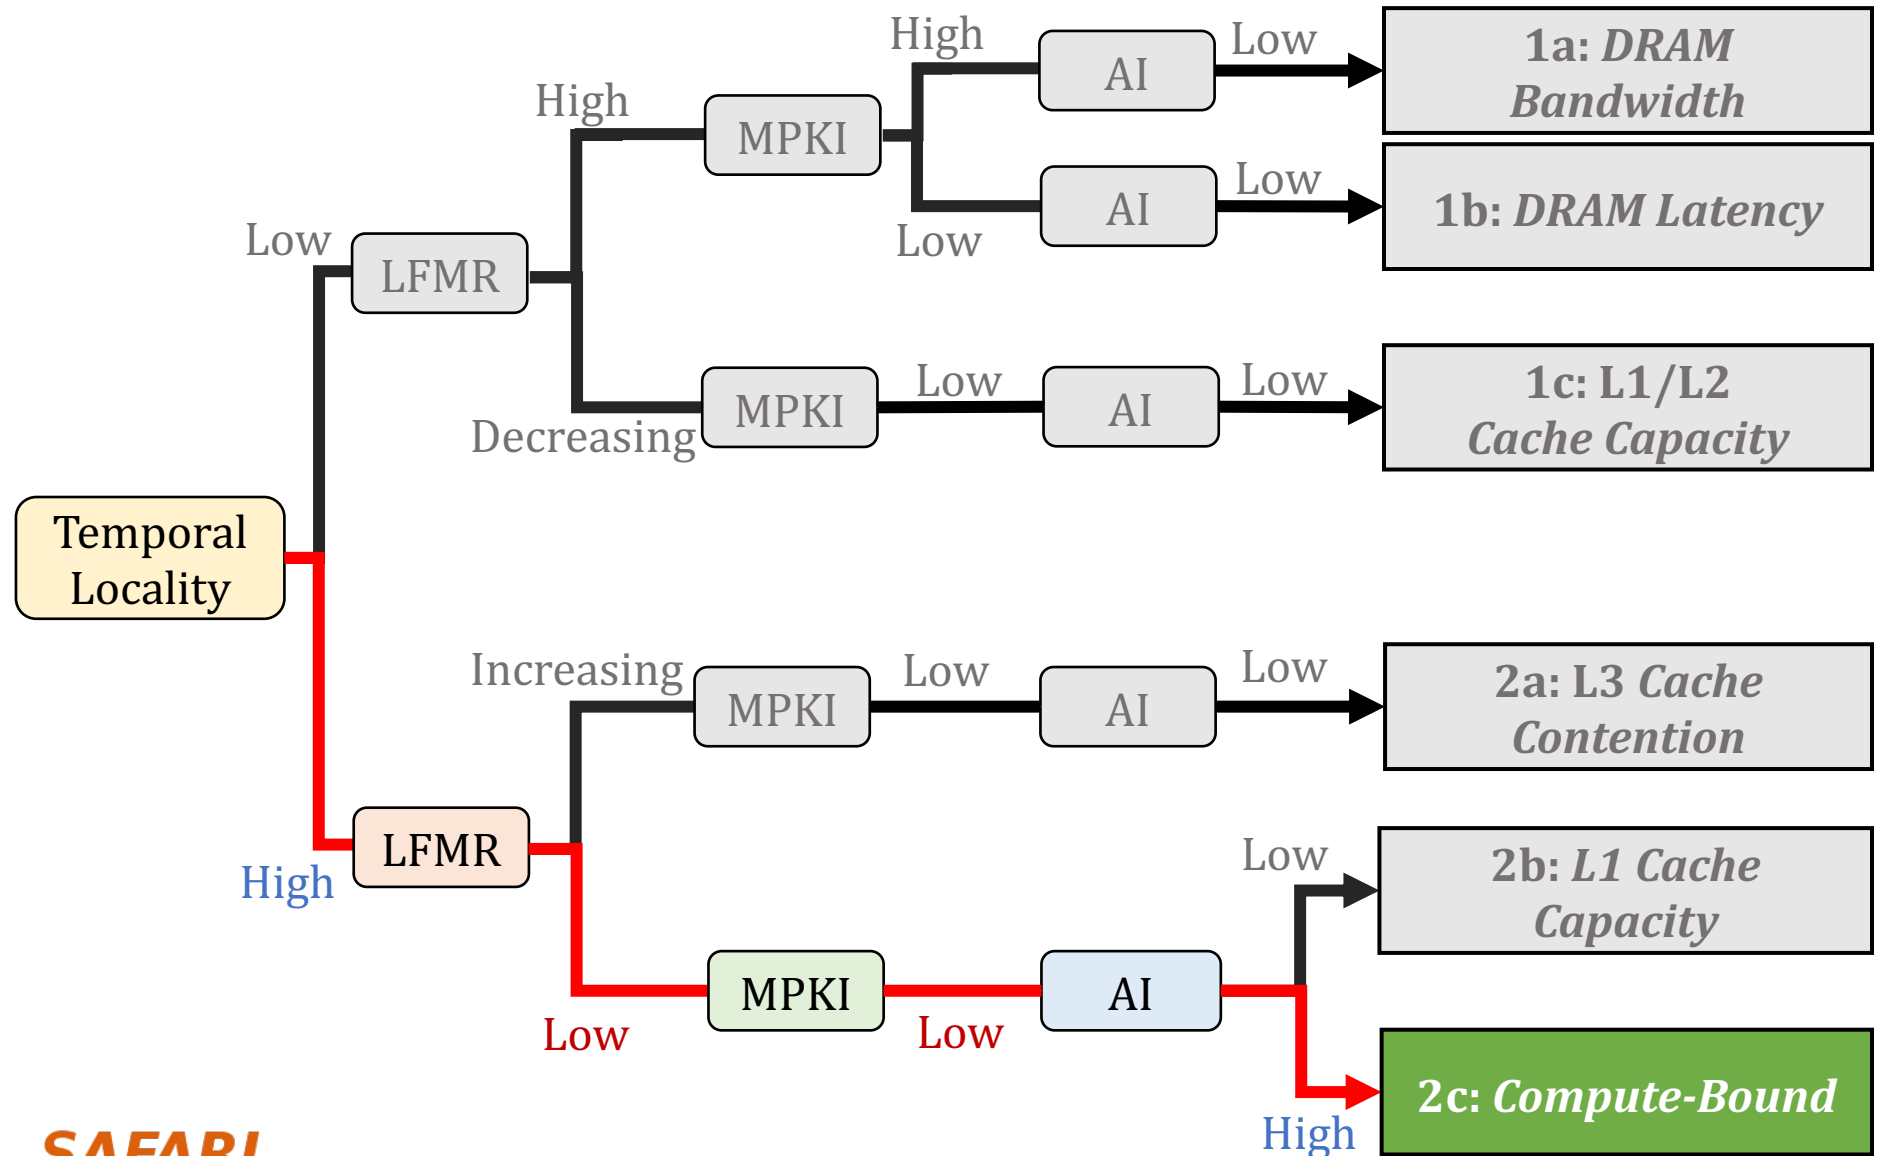 High
Low
1a: DRAM
Bandwidth
AI
High
MPKI
Low
1b: DRAM Latency
AI
Low
Low
LFMR
Low
Low
1c: L1/L2
Cache Capacity
MPKI
AI
Decreasing
Temporal
Locality
Increasing
Low
Low
2a: L3 Cache
Contention
MPKI
AI
LFMR
High
Low
2b: L1 Cache
Capacity
MPKI
AI
Low
Low
2c: Compute-Bound
High
SAFARI